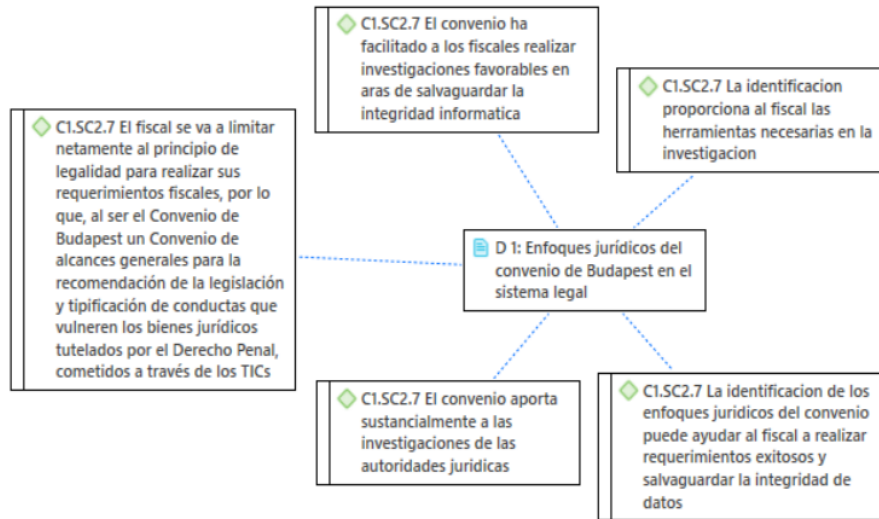 C1.SC2.7 El convenio ha
facilitado a los fiscales realizar
investigaciones favorables en
aras de salvaguardar la
integridad informatica
C1.SC2.7 La identificacion
proporciona al fiscal las
herramientas necesarias en la
investigacion
C1.SC2.7 El fiscal se va a limitar
netamente al principio de
legalidad para realizar sus
requerimientos fiscales, por lo
que, al ser el Convenio de
Budapest un Convenio de
alcances generales para la
recomendación de la legislación
y tipificación de conductas que
vulneren los bienes jurídicos
tutelados por el Derecho Penal,
cometidos a través de los TICs
D 1: Enfoques jurídicos del
convenio de Budapest en el
sistema legal
C1.SC2.7 El convenio aporta
sustancialmente a las
investigaciones de las
autoridades juridicas
C1.SC2.7 La identificacion de los
enfoques juridicos del convenio
puede ayudar al fiscal a realizar
requerimientos exitosos y
salvaguardar la integridad de
datos